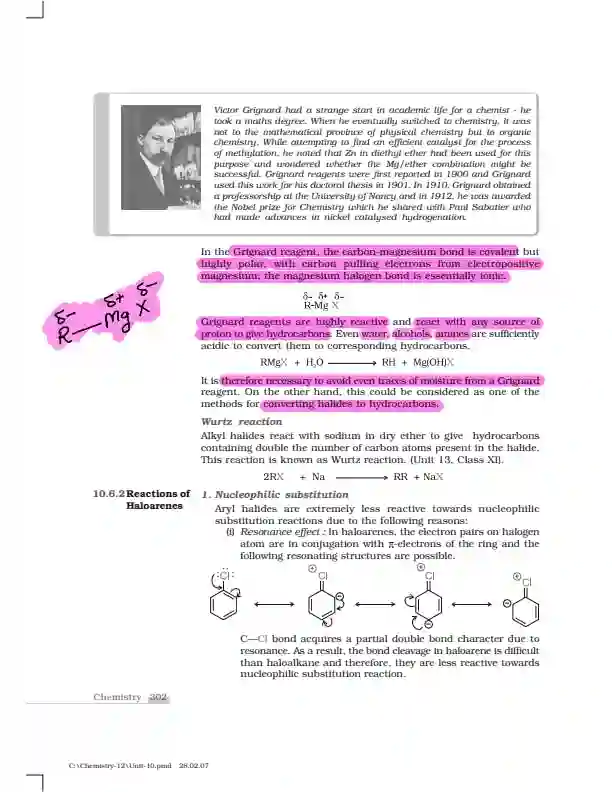 Victor Grignard had a strange start in academic life for a chemist - he
took a maths degree. When he eventually switched to chemistry, it was
not to the mathematical province of physical chemistry but to organic
chemistry. While attempting to find an efficient catalyst for the process
of methylation, he noted that Zn in diethyl ether had been used for this
purpose and wondered whether the Mg/ether combination might be
successful. Grignard reagents were first reported in 1900 and Grignard
used this work for his doctoral thesis in 1901. In 1910, Grignard obtained
a professorship at the University of Nancy and in 1912, he was awarded
the Nobel prize for Chemistry which he shared with Paul Sabatier who
had made advances in nickel catalysed hydrogenation.
In the Grignard reagent, the carbon-magnesium bond is covalent but
highly polar, with carbon pulling electrons from electropositive
magnesium; the magnesium halogen bond is essentially ionic.
δ– δ+ δ–
R-Mg X
δ– δ+ δ–
R — Mg X
Grignard reagents are highly reactive and react with any source of
proton to give hydrocarbons. Even water, alcohols, amines are sufficiently
acidic to convert them to corresponding hydrocarbons.
RMgX + H₂O ⟶ RH + Mg(OH)X
It is therefore necessary to avoid even traces of moisture from a Grignard
reagent. On the other hand, this could be considered as one of the
methods for converting halides to hydrocarbons.
Wurtz reaction
Alkyl halides react with sodium in dry ether to give hydrocarbons
containing double the number of carbon atoms present in the halide.
This reaction is known as Wurtz reaction. (Unit 13, Class XI).
2RX + Na ⟶ RR + NaX
10.6.2 Reactions of
Haloarenes
1. Nucleophilic substitution
Aryl halides are extremely less reactive towards nucleophilic
substitution reactions due to the following reasons:
(i) Resonance effect : In haloarenes, the electron pairs on halogen
atom are in conjugation with π-electrons of the ring and the
following resonating structures are possible.
:Cl: Cl Cl Cl
C—Cl bond acquires a partial double bond character due to
resonance. As a result, the bond cleavage in haloarene is difficult
than haloalkane and therefore, they are less reactive towards
nucleophilic substitution reaction.
Chemistry 302
C:\Chemistry-12\Unit-10.pmd 28.02.07